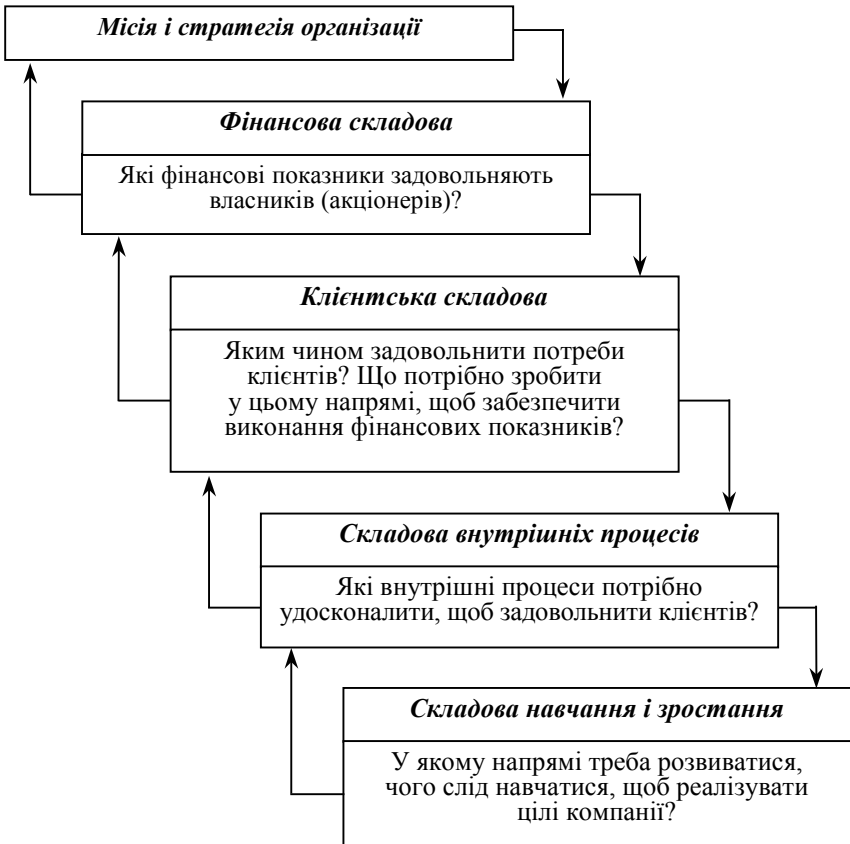 Місія і стратегія організації
Фінансова складова
Які фінансові показники задовольняють
власників (акціонерів)?
Клієнтська складова
Яким чином задовольнити потреби
клієнтів? Що потрібно зробити
у цьому напрямі, щоб забезпечити
виконання фінансових показників?
Складова внутрішніх процесів
Які внутрішні процеси потрібно
удосконалити, щоб задовольнити клієнтів?
Складова навчання і зростання
У якому напрямі треба розвиватися,
чого слід навчатися, щоб реалізувати
цілі компанії?